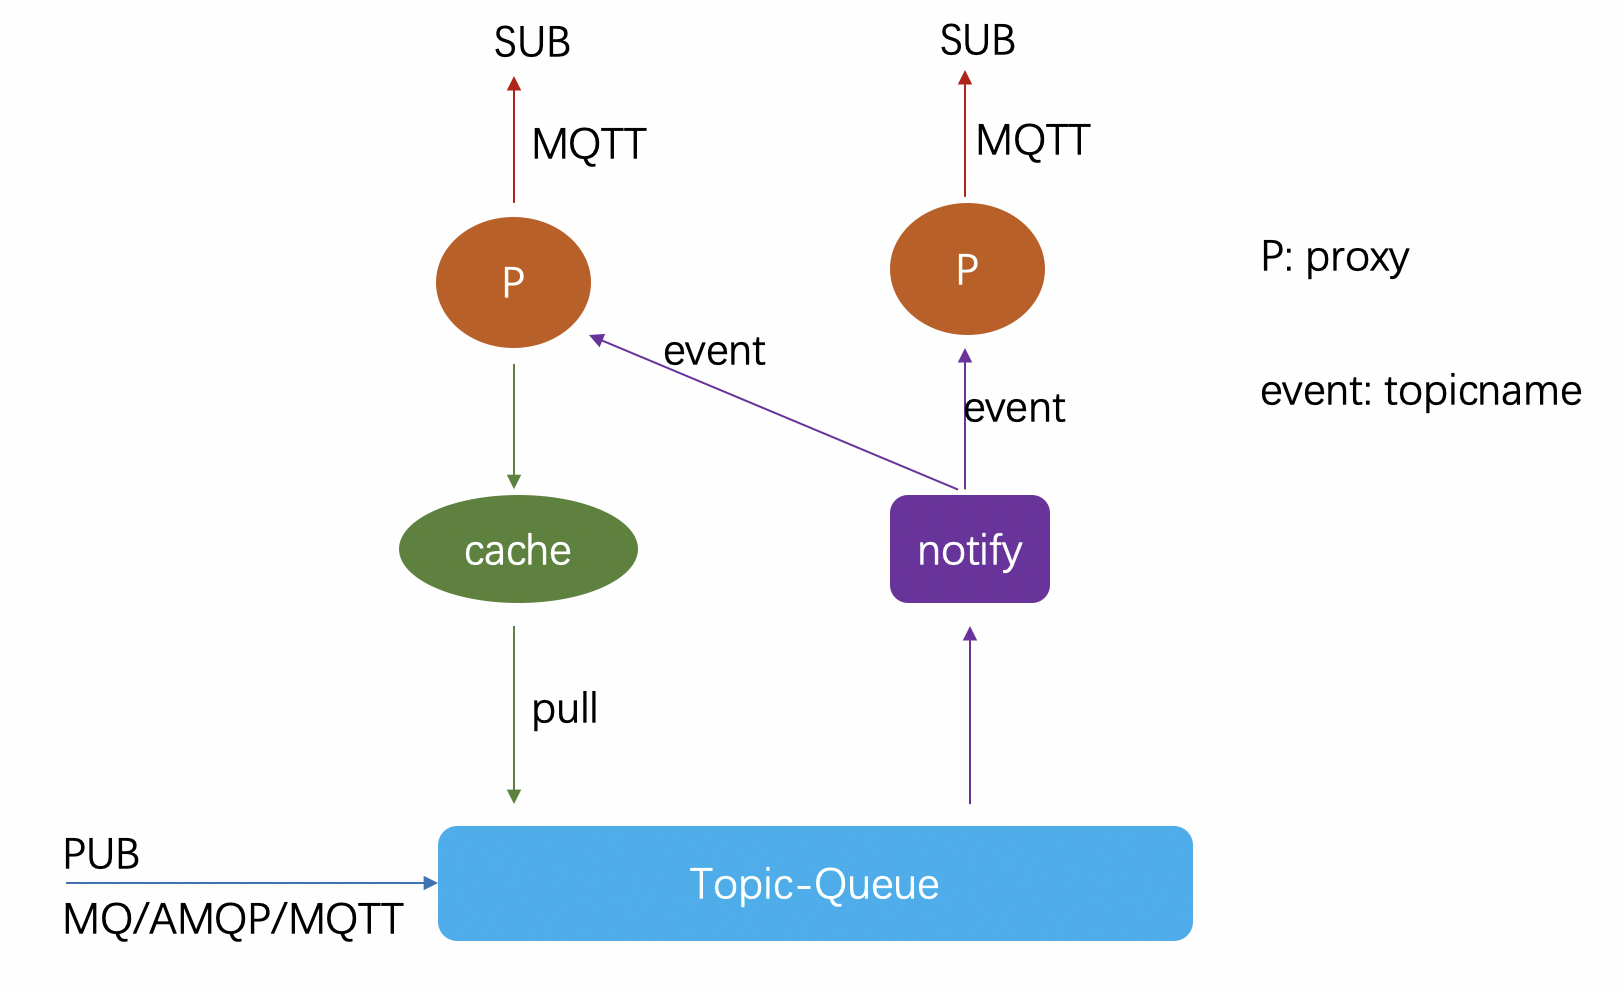 SUB
SUB
MQTT
MQTT
P
P
P: proxy
event
event
event: topicname
cache
notify
pull
PUB
Topic-Queue
MQ/AMQP/MQTT